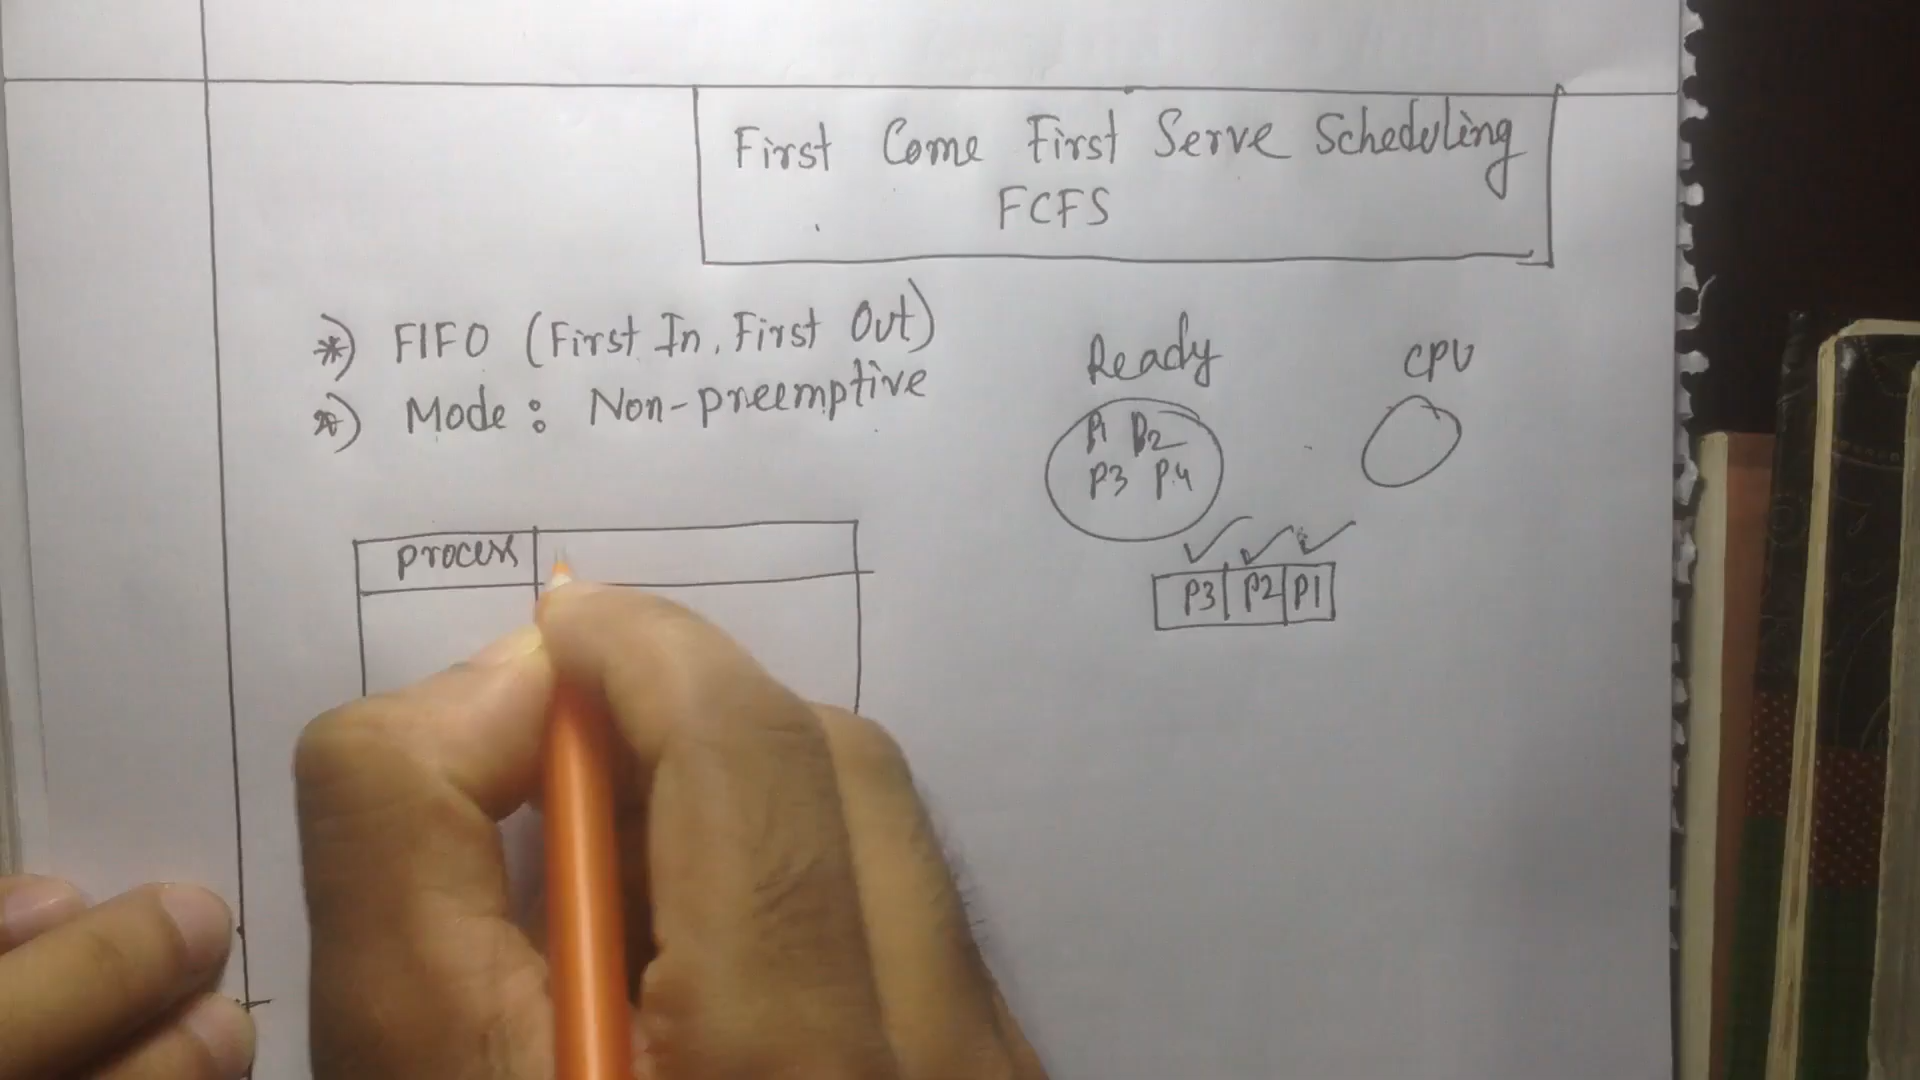 First Come First Serve Scheduling
FCFS
*) FIFO (First In, First Out)
*) Mode: Non-preemptive
Ready
CPU
P1 P2
P3 P4
P3 P2 P1
process